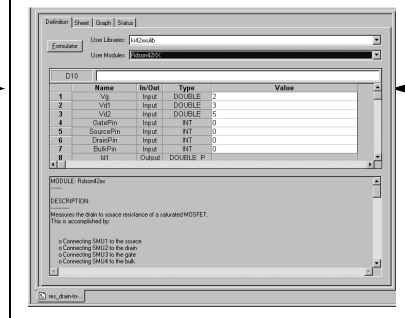 Definition Sheet Graph Status
Formulator
User Libraries: ki42xxulib
User Modules: Rdson42XX
D10
Name In/Out Type Value
1 Vg Input DOUBLE 2
2 Vd1 Input DOUBLE 3
3 Vd2 Input DOUBLE 5
4 GatePin Input INT 0
5 SourcePin Input INT 0
6 DrainPin Input INT 0
7 BulkPin Input INT 0
8 Id1 Output DOUBLE_P
MODULE: Rdson42xx
DESCRIPTION:
Measures the drain to source resistance of a saturated MOSFET.
This is accomplished by:
o Connecting SMU1 to the source
o Connecting SMU2 to the drain
o Connecting SMU3 to the gate
o Connecting SMU4 to the bulk
res_drain-to-...